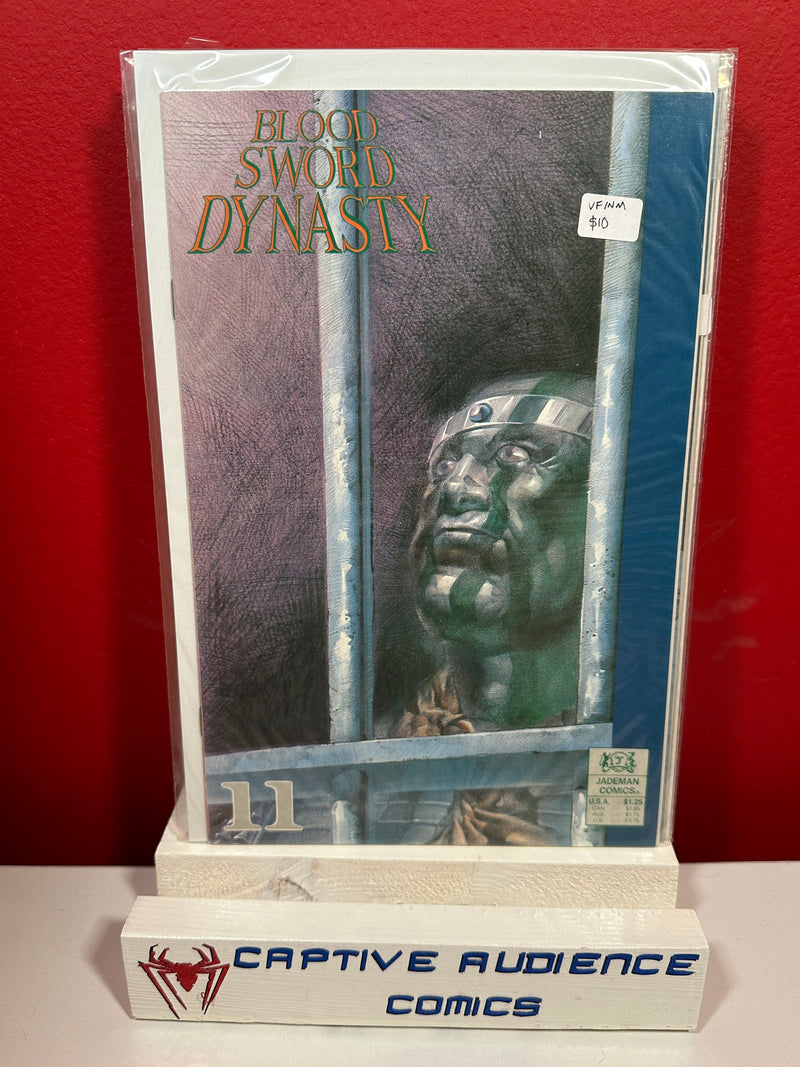 BLOOD
SWORD
DYNASTY
VF/NM
$10
11
J
JADEMAN
COMICS
U.S.A. $1.25
CAPTIVE AUDIENCE
COMICS